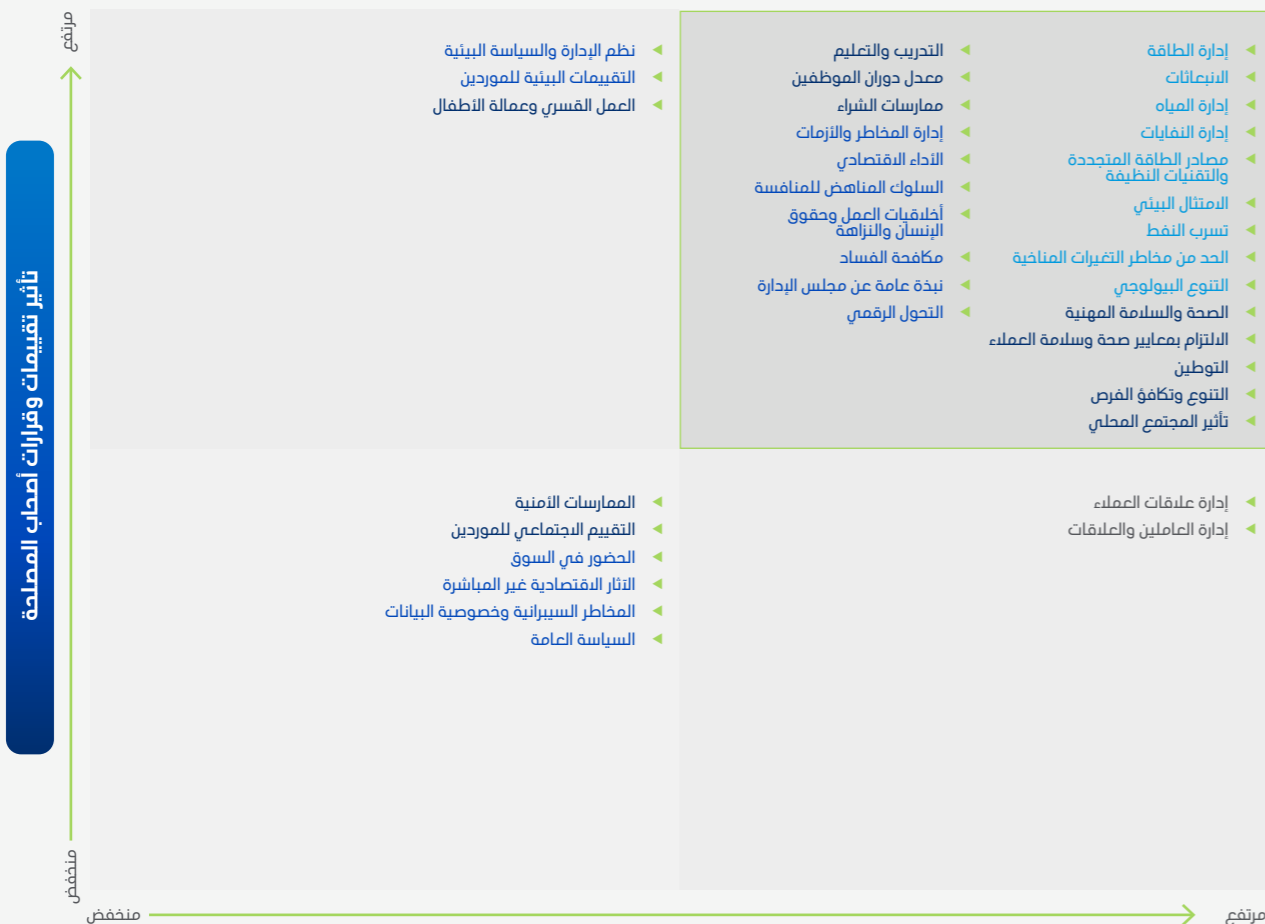 مرتفع
تأثير تقييمات وقرارات أصحاب المصلحة
منخفض
إدارة الطاقة
الانبعاثات
إدارة المياه
إدارة النفايات
مصادر الطاقة المتجددة
والتقنيات النظيفة
الامتثال البيئي
تسرب النفط
الحد من مخاطر التغيرات المناخية
التنوع البيولوجي
الصحة والسلامة المهنية
الالتزام بمعايير صحة وسلامة العملاء
التوطين
التنوع وتكافؤ الفرص
تأثير المجتمع المحلي
التدريب والتعليم
معدل دوران الموظفين
ممارسات الشراء
إدارة المخاطر والأزمات
الأداء الاقتصادي
السلوك المناهض للمنافسة
أخلاقيات العمل وحقوق
الإنسان والنزاهة
مكافحة الفساد
نبذة عامة عن مجلس الإدارة
التحول الرقمي
نظم الإدارة والسياسة البيئية
التقييمات البيئية للموردين
العمل القسري وعمالة الأطفال
إدارة علاقات العملاء
إدارة العاملين والعلاقات
الممارسات الأمنية
التقييم الاجتماعي للموردين
الحضور في السوق
الآثار الاقتصادية غير المباشرة
المخاطر السيبرانية وخصوصية البيانات
السياسة العامة
مرتفع
منخفض